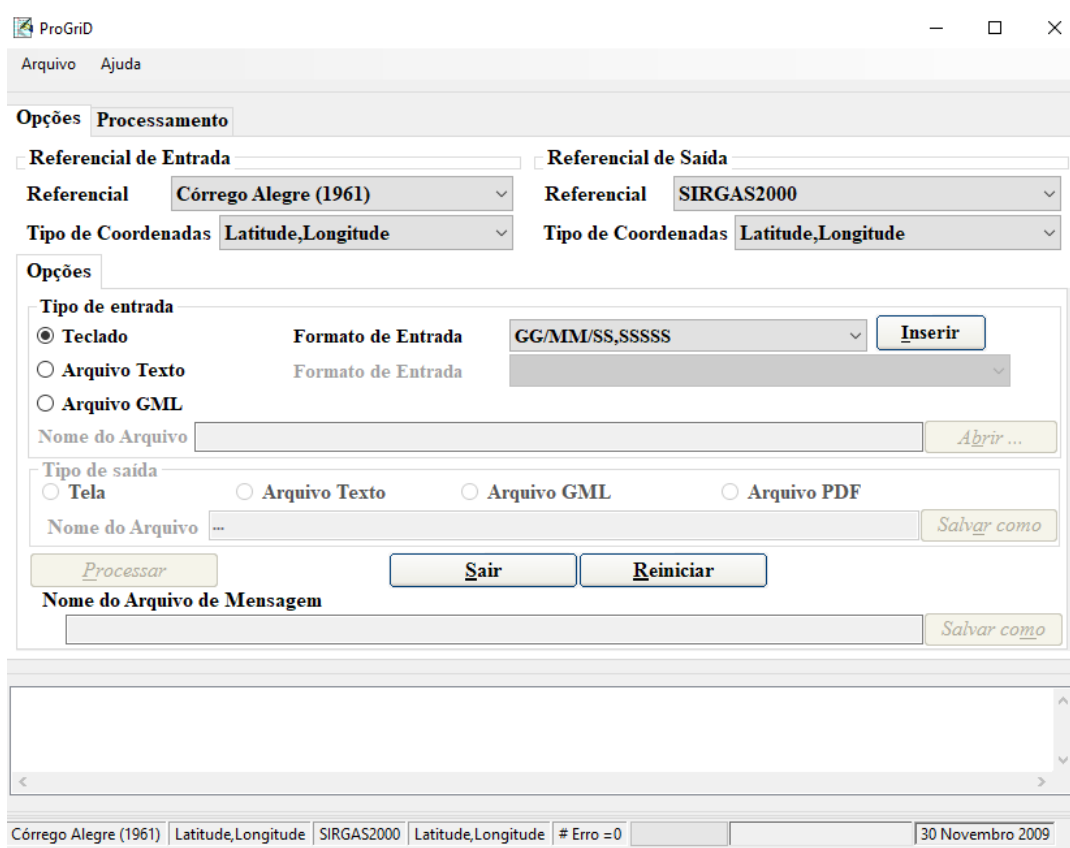 ProGriD
Arquivo Ajuda
Opções Processamento
Referencial de Entrada Referencial de Saída
Referencial Córrego Alegre (1961) Referencial SIRGAS2000
Tipo de Coordenadas Latitude,Longitude Tipo de Coordenadas Latitude,Longitude
Opções
Tipo de entrada
Teclado Formato de Entrada GG/MM/SS,SSSSS Inserir
Arquivo Texto Formato de Entrada
Arquivo GML
Nome do Arquivo Abrir ...
Tipo de saída
Tela Arquivo Texto Arquivo GML Arquivo PDF
Nome do Arquivo ... Salvar como
Processar Sair Reiniciar
Nome do Arquivo de Mensagem
Salvar como
Córrego Alegre (1961) Latitude,Longitude SIRGAS2000 Latitude,Longitude # Erro =0 30 Novembro 2009